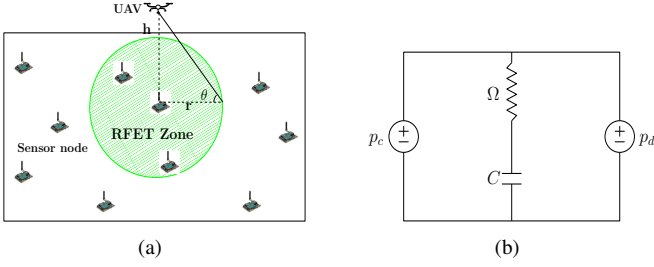 UAV
h
θ
r
RFET Zone
Sensor node
(a)
Ω
p_c
C
p_d
(b)